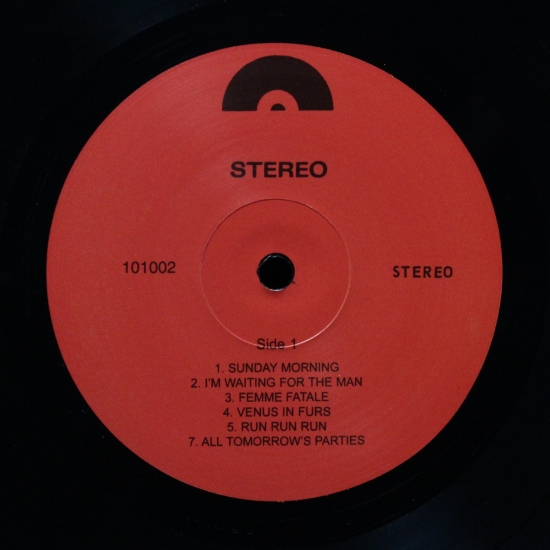 STEREO
101002
STEREO
Side 1
1. SUNDAY MORNING
2. I'M WAITING FOR THE MAN
3. FEMME FATALE
4. VENUS IN FURS
5. RUN RUN RUN
7. ALL TOMORROW'S PARTIES